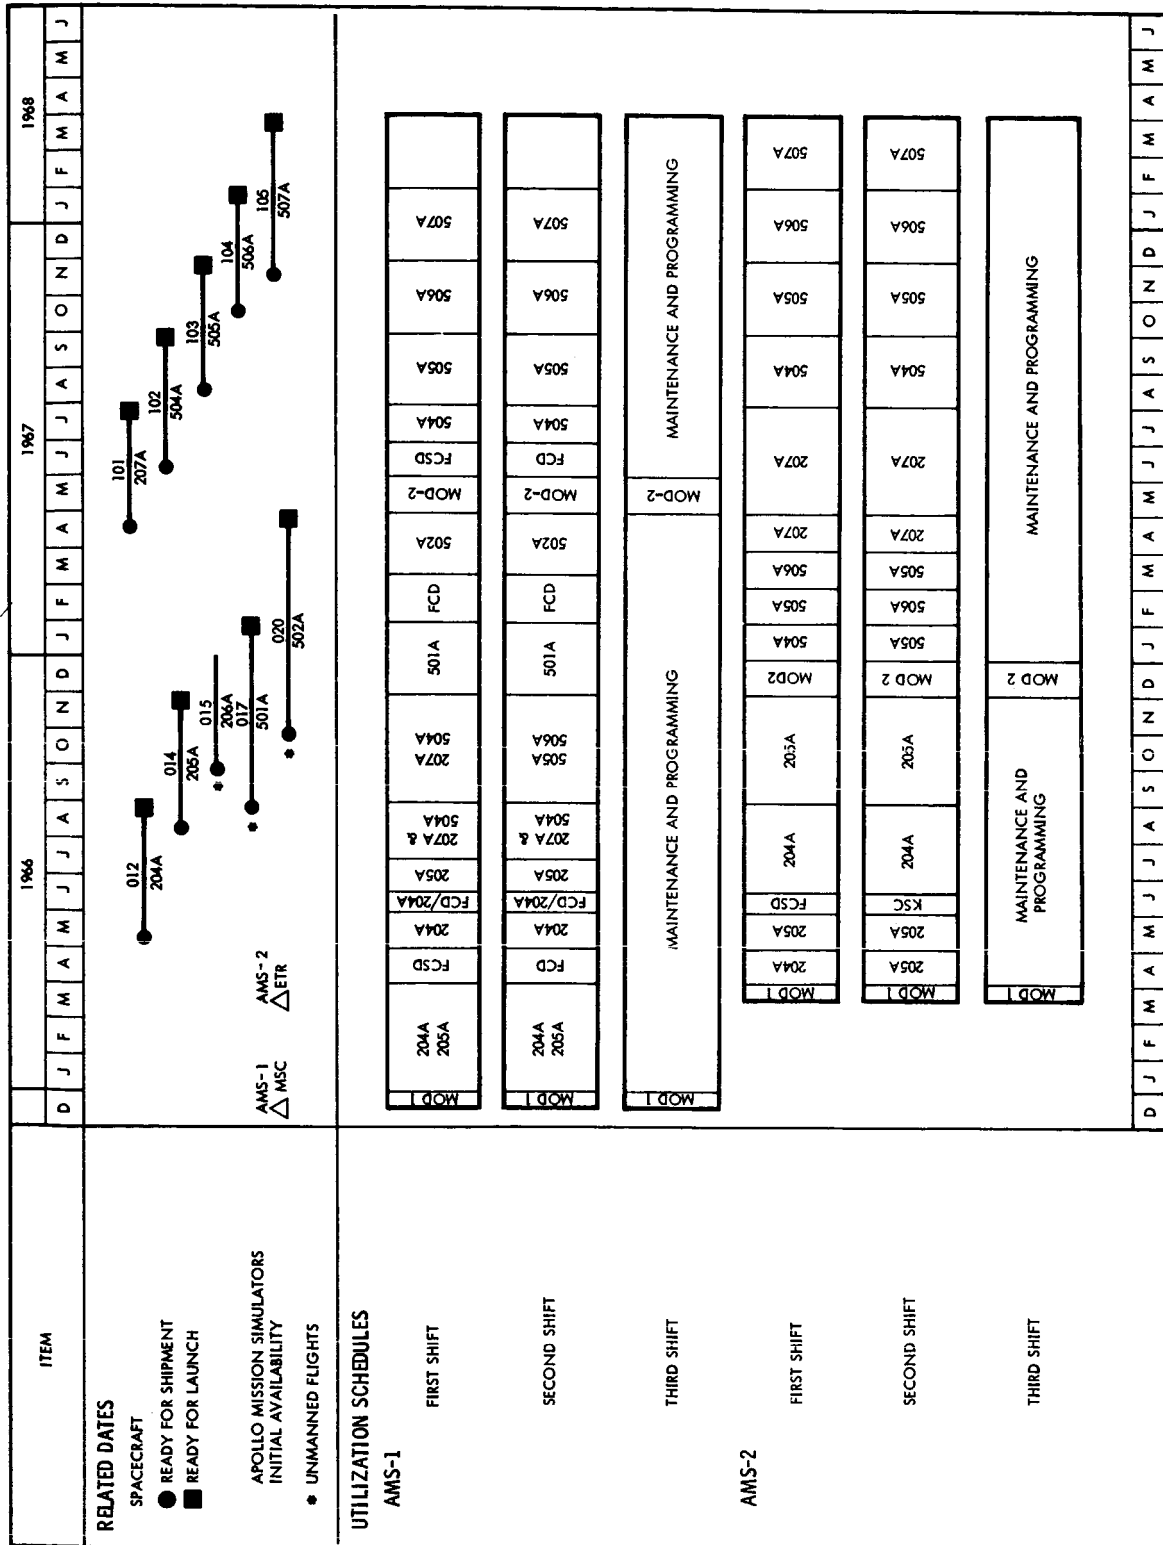 ITEM 1966 1967 1968
D J F M A M J J A S O N D J F M A M J J A S O N D J F M A M J
RELATED DATES
SPACECRAFT
READY FOR SHIPMENT
READY FOR LAUNCH
101
207A
012
204A
102
504A
014
205A
103
505A
015
206A
104
506A
017
501A
105
507A
020
502A
*
*
*
APOLLO MISSION SIMULATORS
INITIAL AVAILABILITY
AMS-1
△ MSC
AMS-2
△ ETR
* UNMANNED FLIGHTS
UTILIZATION SCHEDULES
AMS-1
FIRST SHIFT
MOD 1
204A
205A
FCSD
204A
FCD/204A
205A
207A &
504A
207A
504A
501A
FCD
502A
MOD-2
FCSD
504A
505A
506A
507A
SECOND SHIFT
MOD 1
204A
205A
FCD
204A
FCD/204A
205A
207A &
504A
505A
506A
501A
FCD
502A
MOD-2
FCD
504A
505A
506A
507A
THIRD SHIFT
MOD 1
MAINTENANCE AND PROGRAMMING
MOD-2
MAINTENANCE AND PROGRAMMING
AMS-2
FIRST SHIFT
MOD 1
204A
205A
FCSD
204A
205A
MOD2
504A
505A
506A
207A
207A
504A
505A
506A
507A
SECOND SHIFT
MOD 1
205A
205A
KSC
204A
205A
MOD 2
505A
506A
505A
207A
207A
504A
505A
506A
507A
THIRD SHIFT
MOD 1
MAINTENANCE AND
PROGRAMMING
MOD 2
MAINTENANCE AND PROGRAMMING
D J F M A M J J A S O N D J F M A M J J A S O N D J F M A M J